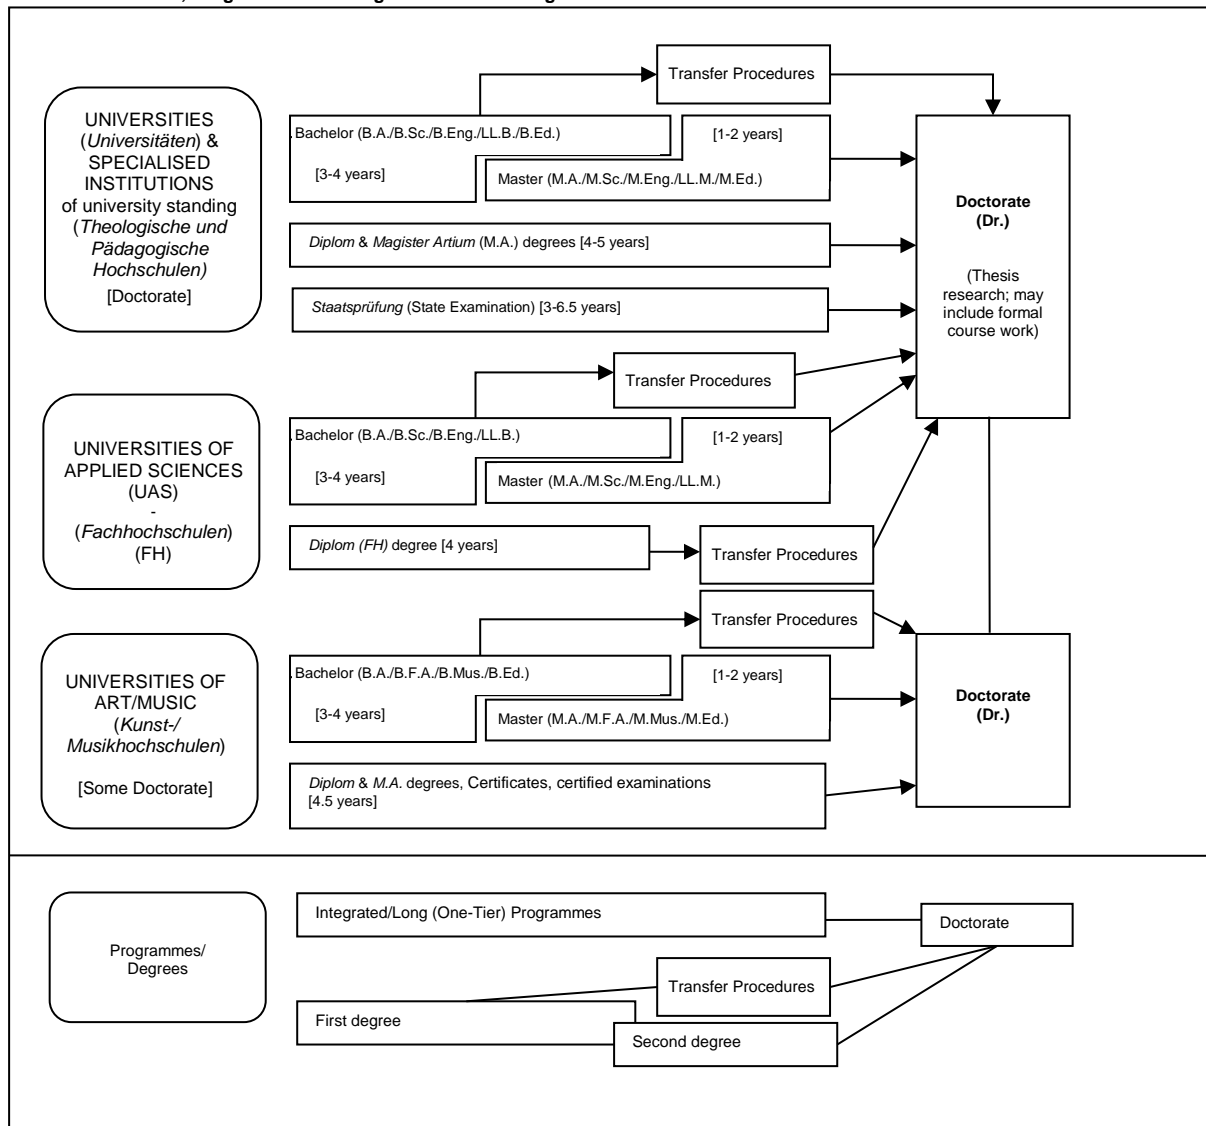 Transfer Procedures
UNIVERSITIES
(Universitäten) &
SPECIALISED
INSTITUTIONS
of university standing
(Theologische und
Pädagogische
Hochschulen)
[Doctorate]
Bachelor (B.A./B.Sc./B.Eng./LL.B./B.Ed.)
[1-2 years]
[3-4 years]
Master (M.A./M.Sc./M.Eng./LL.M./M.Ed.)
Diplom & Magister Artium (M.A.) degrees [4-5 years]
Staatsprüfung (State Examination) [3-6.5 years]
Doctorate
(Dr.)
(Thesis
research; may
include formal
course work)
Transfer Procedures
UNIVERSITIES OF
APPLIED SCIENCES
(UAS)
-
(Fachhochschulen)
(FH)
Bachelor (B.A./B.Sc./B.Eng./LL.B.)
[1-2 years]
[3-4 years]
Master (M.A./M.Sc./M.Eng./LL.M.)
Diplom (FH) degree [4 years]
Transfer Procedures
Transfer Procedures
UNIVERSITIES OF
ART/MUSIC
(Kunst-/
Musikhochschulen)
[Some Doctorate]
Bachelor (B.A./B.F.A./B.Mus./B.Ed.)
[1-2 years]
[3-4 years]
Master (M.A./M.F.A./M.Mus./M.Ed.)
Diplom & M.A. degrees, Certificates, certified examinations
[4.5 years]
Doctorate
(Dr.)
Programmes/
Degrees
Integrated/Long (One-Tier) Programmes
Doctorate
Transfer Procedures
First degree
Second degree